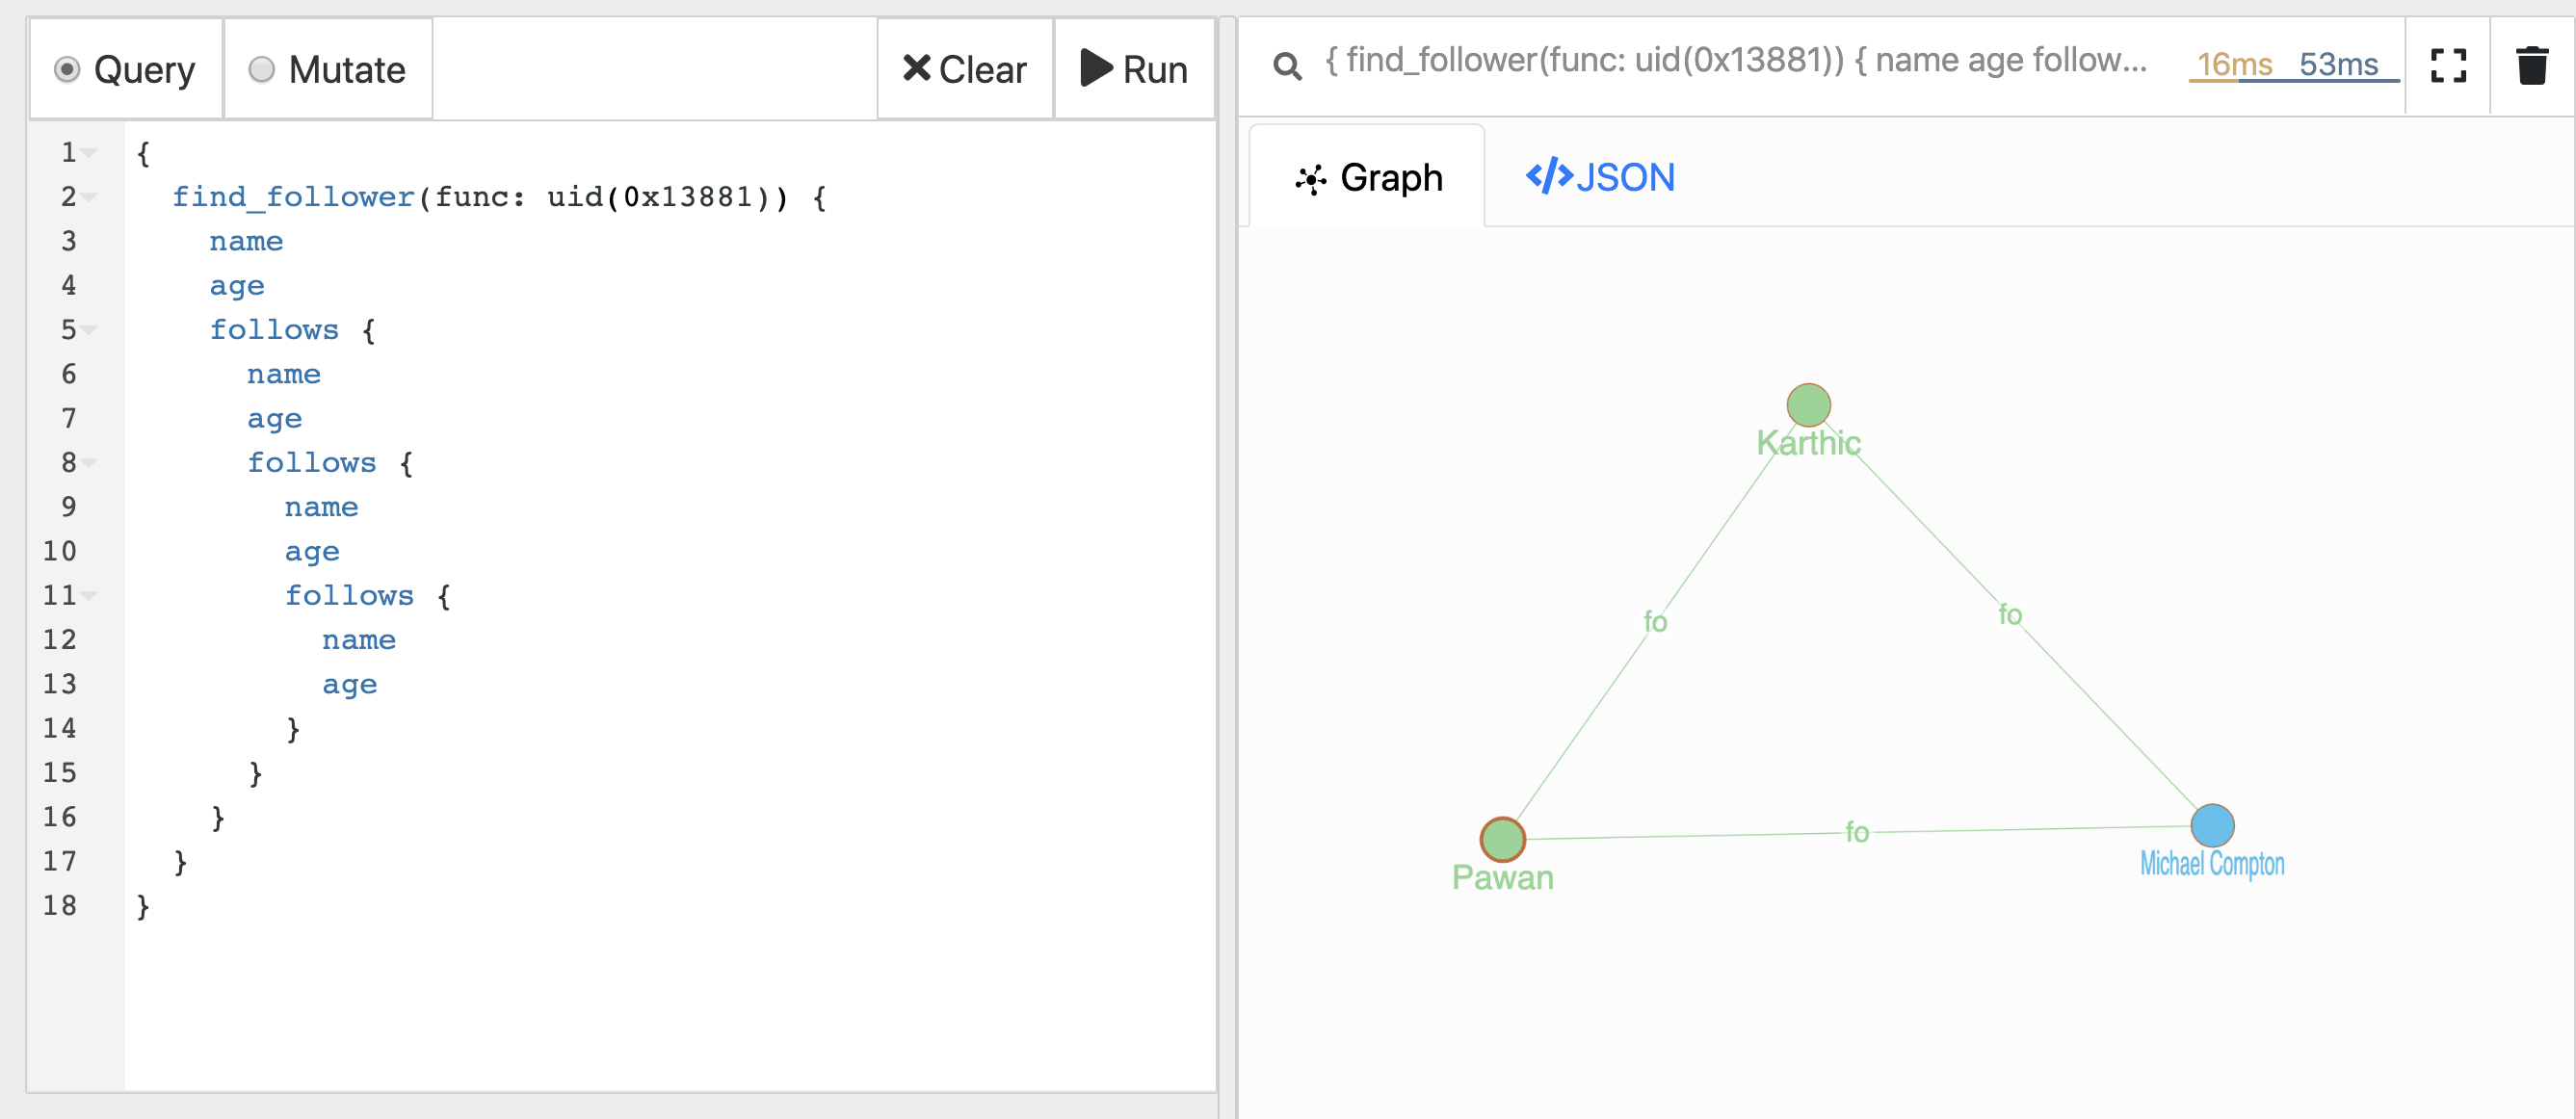 Query Mutate Clear Run
1 {
2 find_follower(func: uid(0x13881)) {
3 name
4 age
5 follows {
6 name
7 age
8 follows {
9 name
10 age
11 follows {
12 name
13 age
14 }
15 }
16 }
17 }
18 }
{ find_follower(func: uid(0x13881)) { name age follow... 16ms 53ms
Graph </>JSON
Karthic
fo
fo
fo
Pawan
Michael Compton